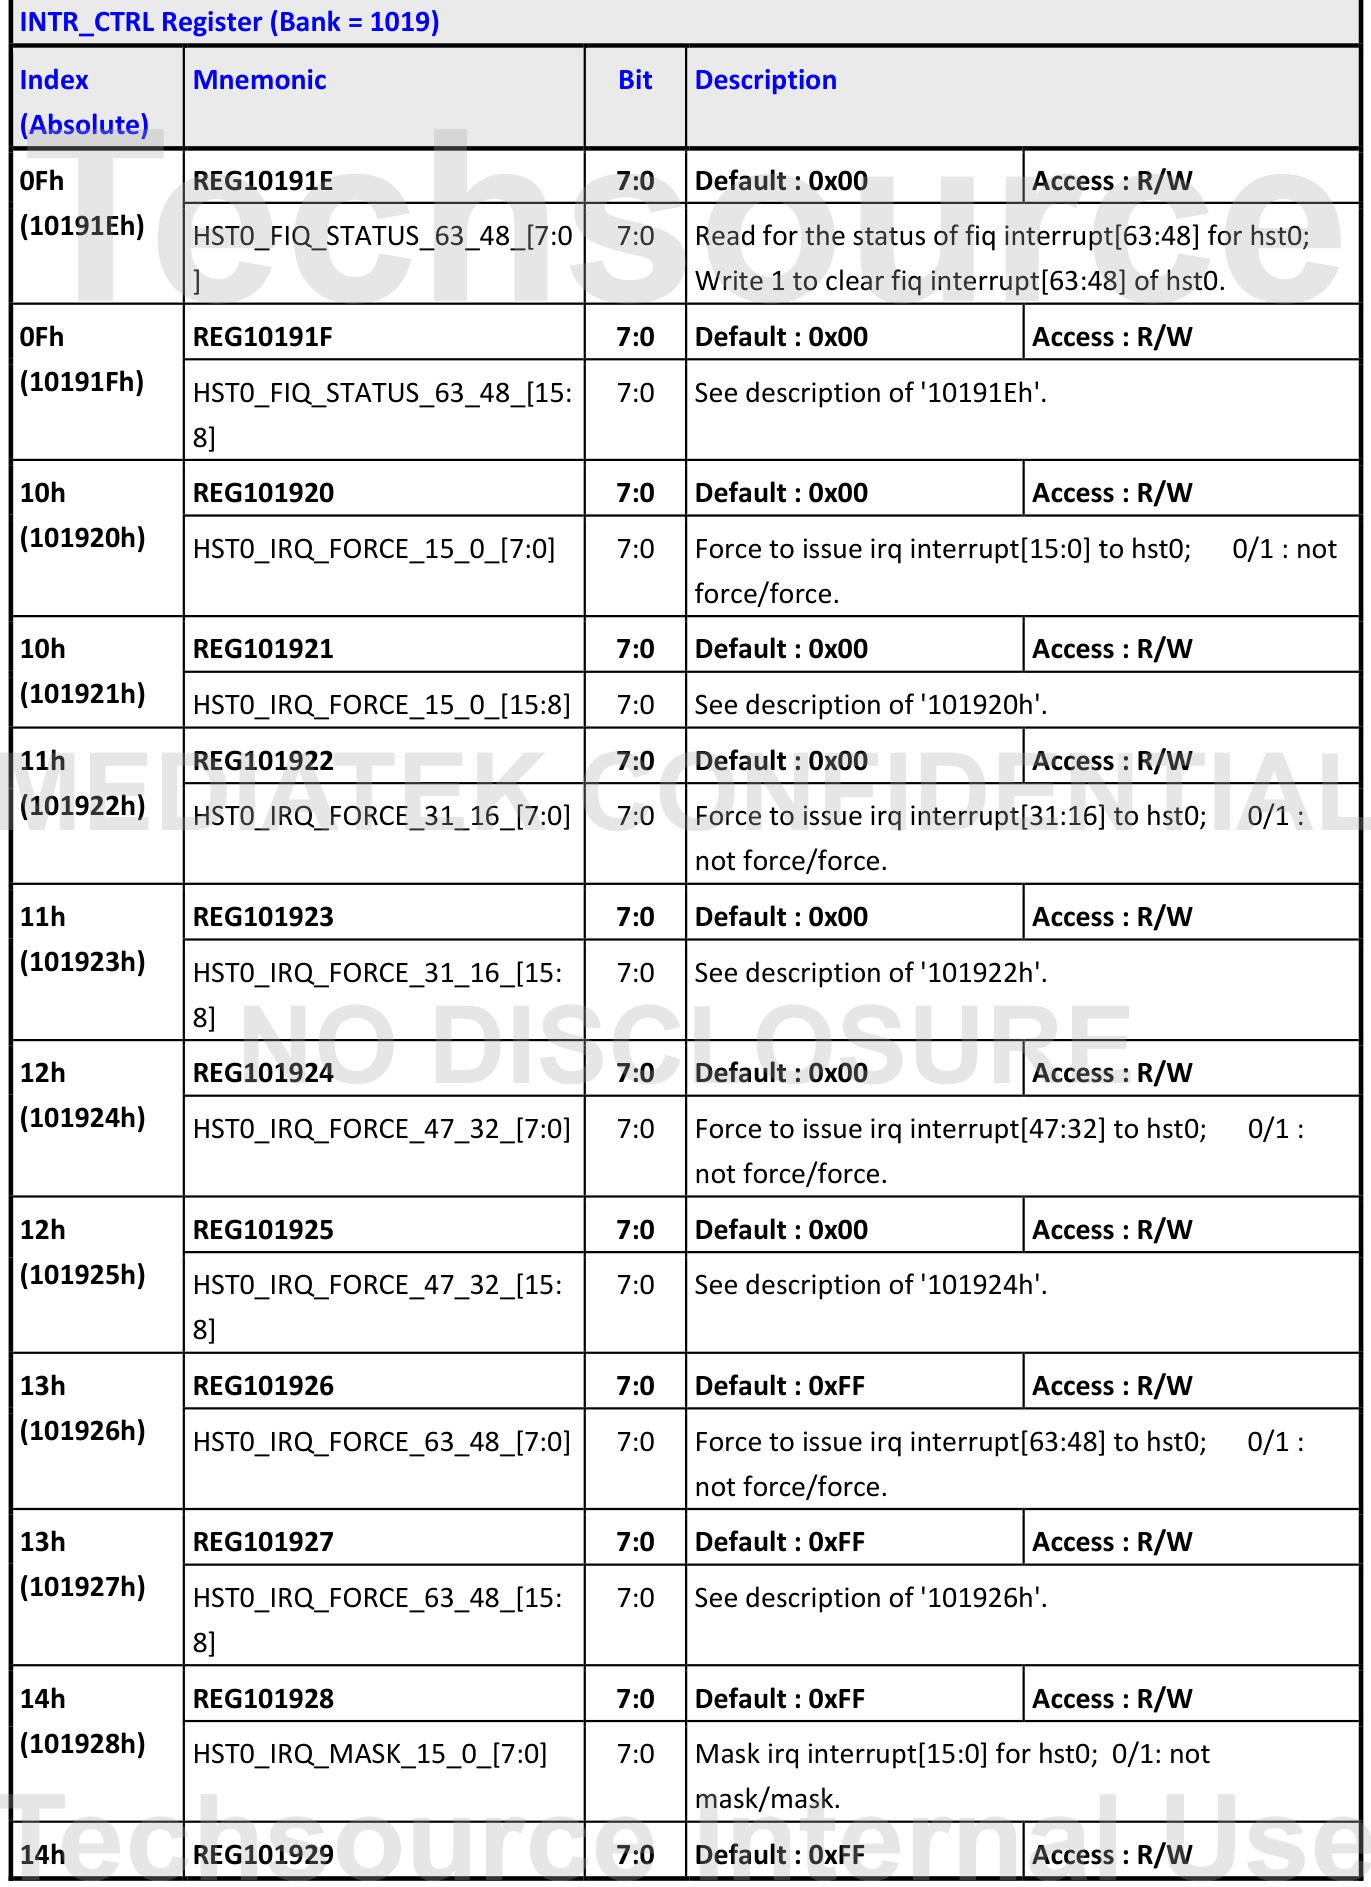 INTR_CTRL Register (Bank = 1019)
Index (Absolute) Mnemonic Bit Description
0Fh (10191Eh) REG10191E 7:0 Default : 0x00 Access : R/W
HST0_FIQ_STATUS_63_48_[7:0] 7:0 Read for the status of fiq interrupt[63:48] for hst0;
Write 1 to clear fiq interrupt[63:48] of hst0.
0Fh (10191Fh) REG10191F 7:0 Default : 0x00 Access : R/W
HST0_FIQ_STATUS_63_48_[15:8] 7:0 See description of '10191Eh'.
10h (101920h) REG101920 7:0 Default : 0x00 Access : R/W
HST0_IRQ_FORCE_15_0_[7:0] 7:0 Force to issue irq interrupt[15:0] to hst0; 0/1 : not
force/force.
10h (101921h) REG101921 7:0 Default : 0x00 Access : R/W
HST0_IRQ_FORCE_15_0_[15:8] 7:0 See description of '101920h'.
11h (101922h) REG101922 7:0 Default : 0x00 Access : R/W
HST0_IRQ_FORCE_31_16_[7:0] 7:0 Force to issue irq interrupt[31:16] to hst0; 0/1 :
not force/force.
11h (101923h) REG101923 7:0 Default : 0x00 Access : R/W
HST0_IRQ_FORCE_31_16_[15:8] 7:0 See description of '101922h'.
12h (101924h) REG101924 7:0 Default : 0x00 Access : R/W
HST0_IRQ_FORCE_47_32_[7:0] 7:0 Force to issue irq interrupt[47:32] to hst0; 0/1 :
not force/force.
12h (101925h) REG101925 7:0 Default : 0x00 Access : R/W
HST0_IRQ_FORCE_47_32_[15:8] 7:0 See description of '101924h'.
13h (101926h) REG101926 7:0 Default : 0xFF Access : R/W
HST0_IRQ_FORCE_63_48_[7:0] 7:0 Force to issue irq interrupt[63:48] to hst0; 0/1 :
not force/force.
13h (101927h) REG101927 7:0 Default : 0xFF Access : R/W
HST0_IRQ_FORCE_63_48_[15:8] 7:0 See description of '101926h'.
14h (101928h) REG101928 7:0 Default : 0xFF Access : R/W
HST0_IRQ_MASK_15_0_[7:0] 7:0 Mask irq interrupt[15:0] for hst0; 0/1: not
mask/mask.
14h REG101929 7:0 Default : 0xFF Access : R/W
Techsource
MEDIATEK CONFIDENTIAL
NO DISCLOSURE
Techsource Internal Use